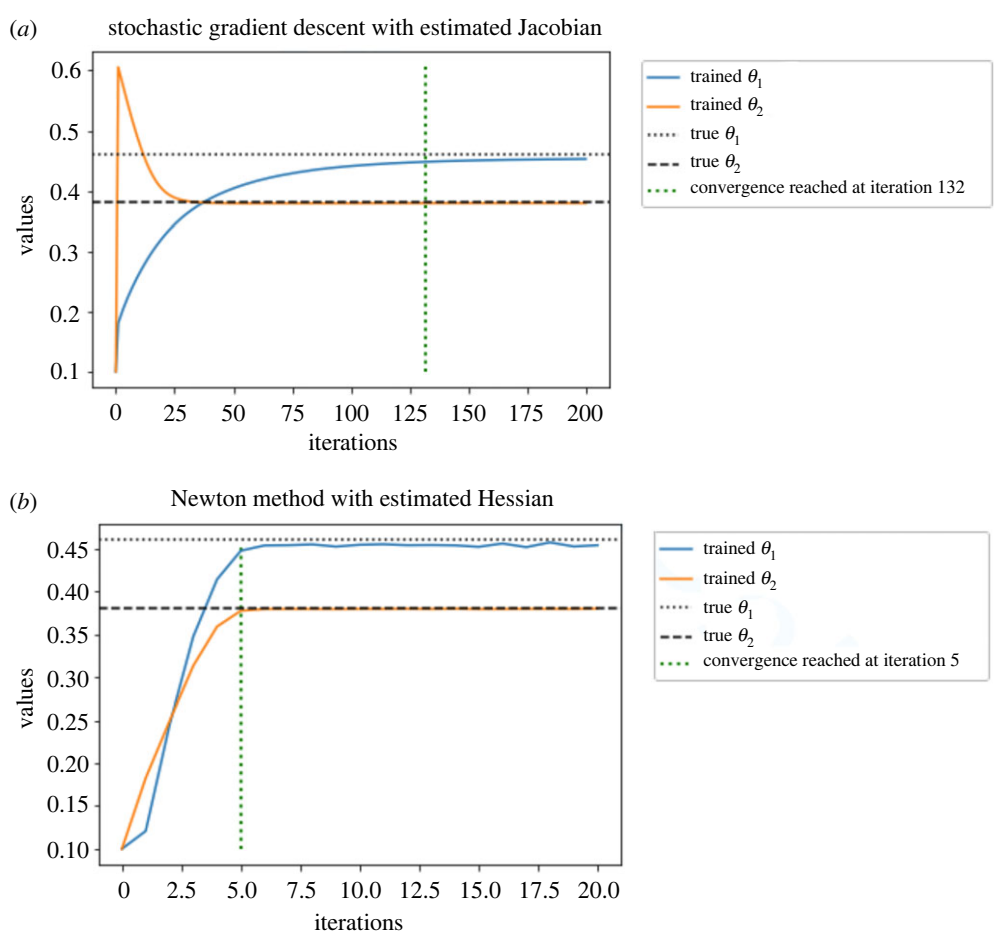 (a)
stochastic gradient descent with estimated Jacobian
0.6
0.5
0.4
0.3
0.2
0.1
values
0 25 50 75 100 125 150 175 200
iterations
trained θ1
trained θ2
true θ1
true θ2
convergence reached at iteration 132
(b)
Newton method with estimated Hessian
0.45
0.40
0.35
0.30
0.25
0.20
0.15
0.10
values
0 2.5 5.0 7.5 10.0 12.5 15.0 17.5 20.0
iterations
trained θ1
trained θ2
true θ1
true θ2
convergence reached at iteration 5